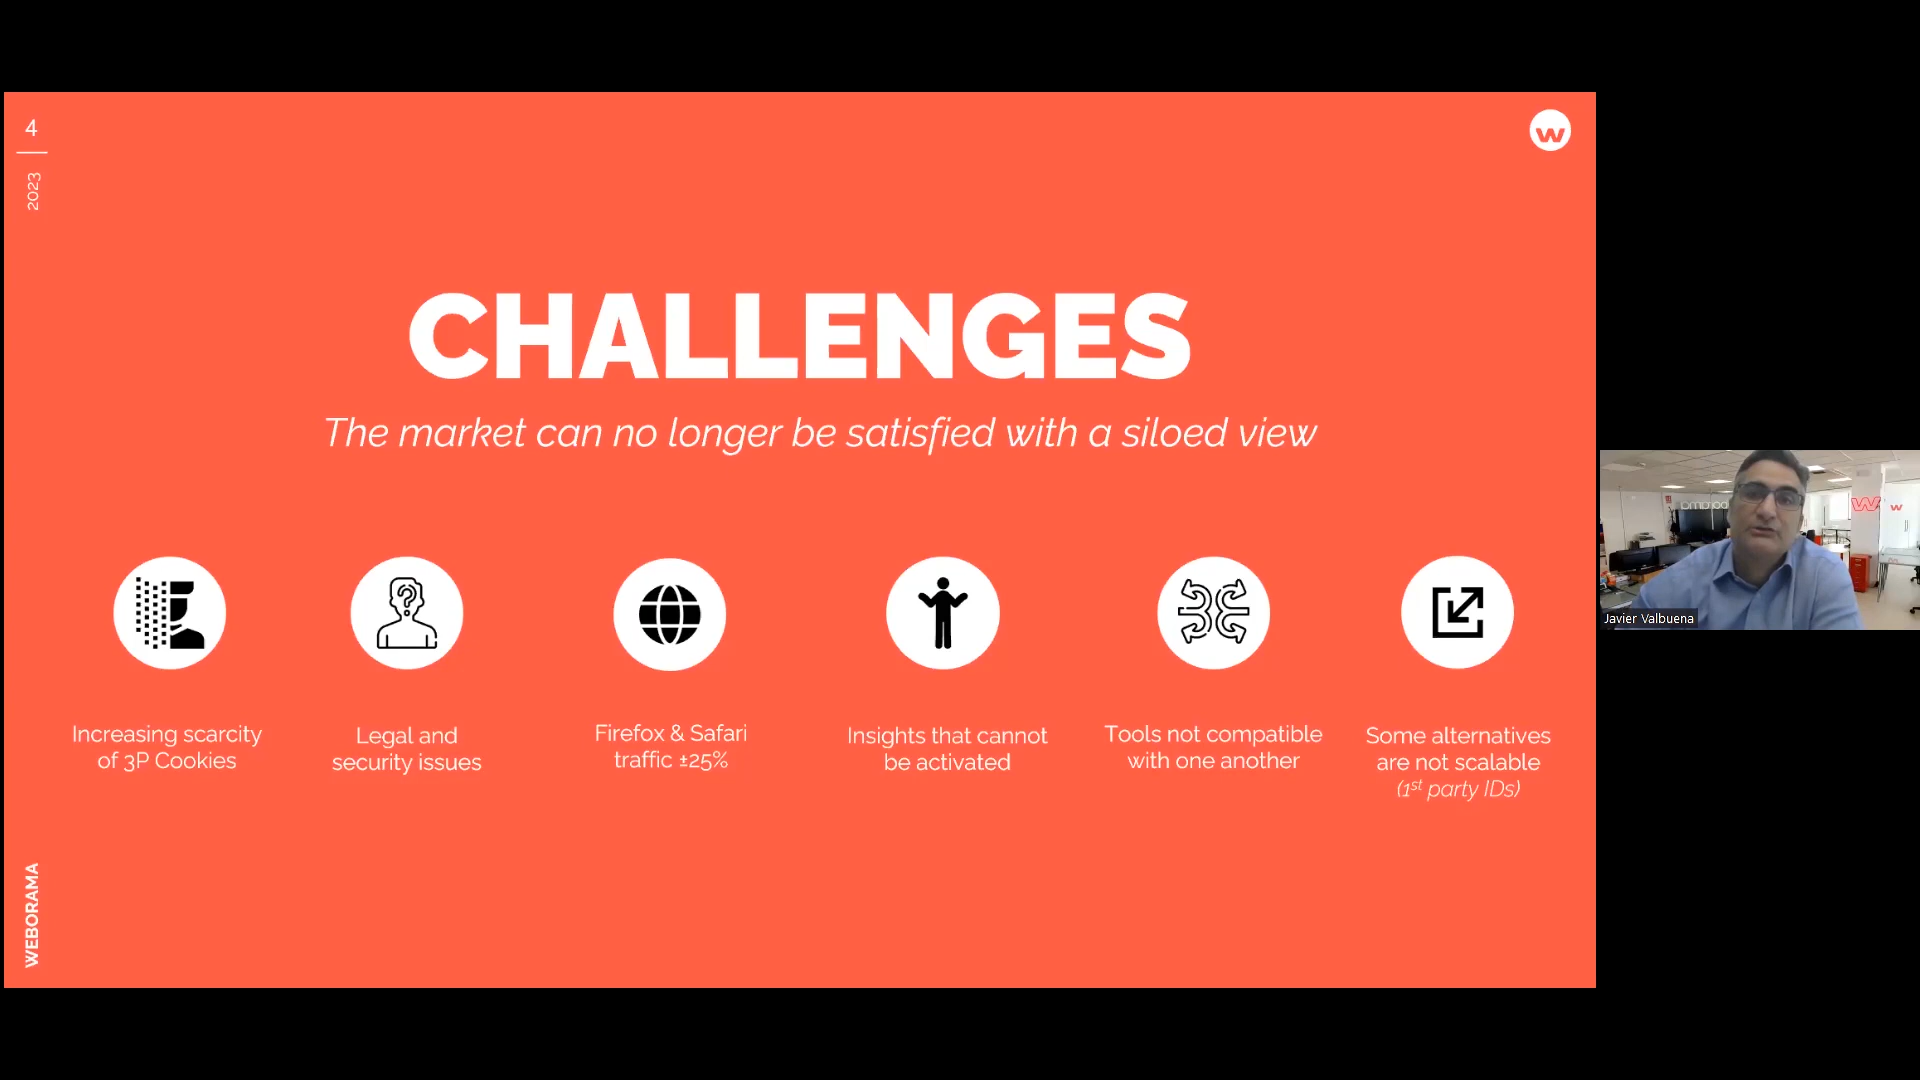 4
2023
W
CHALLENGES
The market can no longer be satisfied with a siloed view
Increasing scarcity
of 3P Cookies
Legal and
security issues
Firefox & Safari
traffic ±25%
Insights that cannot
be activated
Tools not compatible
with one another
Some alternatives
are not scalable
(1st party IDs)
WEBORAMA
W
W
Javier Valbuena